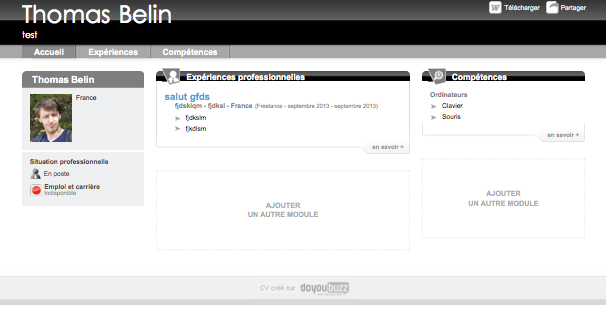 Thomas Belin
Télécharger
Partager
test
Accueil
Expériences
Compétences
Thomas Belin
France
Situation professionnelle
En poste
Emploi et carrière
Indisponible
Expériences professionnelles
salut gfds
fjdsklqm - fjdksl - France (Freelance - septembre 2013 - septembre 2013)
fjdkslm
fjkdlsm
en savoir +
AJOUTER
UN AUTRE MODULE
Compétences
Ordinateurs
Clavier
Souris
en savoir +
AJOUTER
UN AUTRE MODULE
CV créé sur doyoubuzz